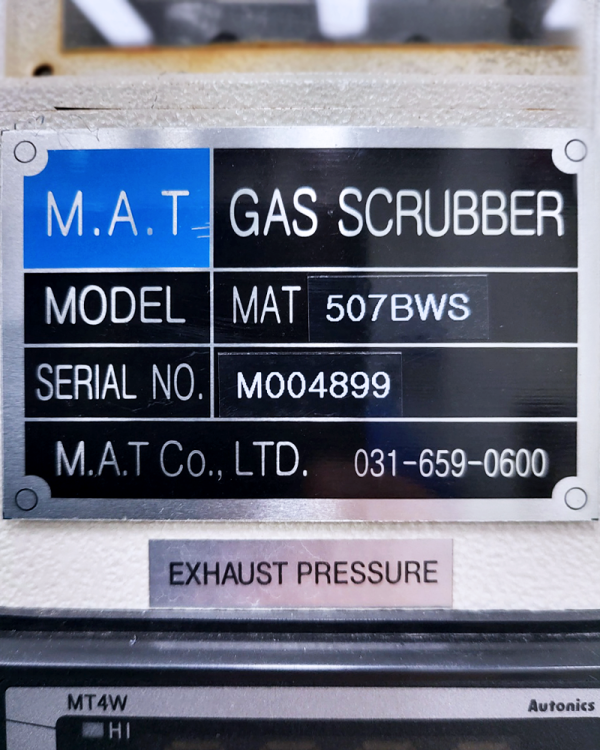 M.A.T GAS SCRUBBER
MODEL MAT 507BWS
SERIAL NO. M004899
M.A.T Co., LTD. 031-659-0600
EXHAUST PRESSURE
MT4W Autonics
HI